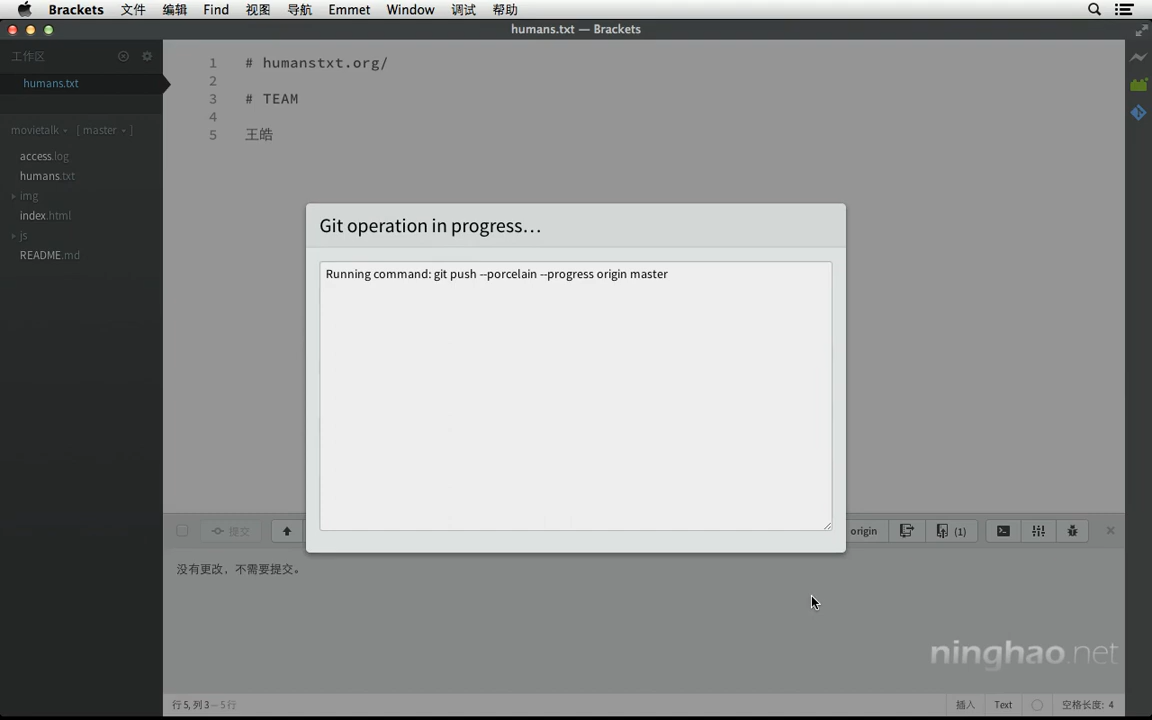 Brackets 文件 编辑 Find 视图 导航 Emmet Window 调试 帮助
humans.txt — Brackets
工作区
humans.txt
movietalk [ master ]
access.log
humans.txt
img
index.html
js
README.md
1 # humanstxt.org/
2
3 # TEAM
4
5 王皓
Git operation in progress…
Running command: git push --porcelain --progress origin master
提交
origin
(1)
没有更改，不需要提交。
ninghao.net
行 5, 列 3 — 5 行
插入 Text 空格长度: 4